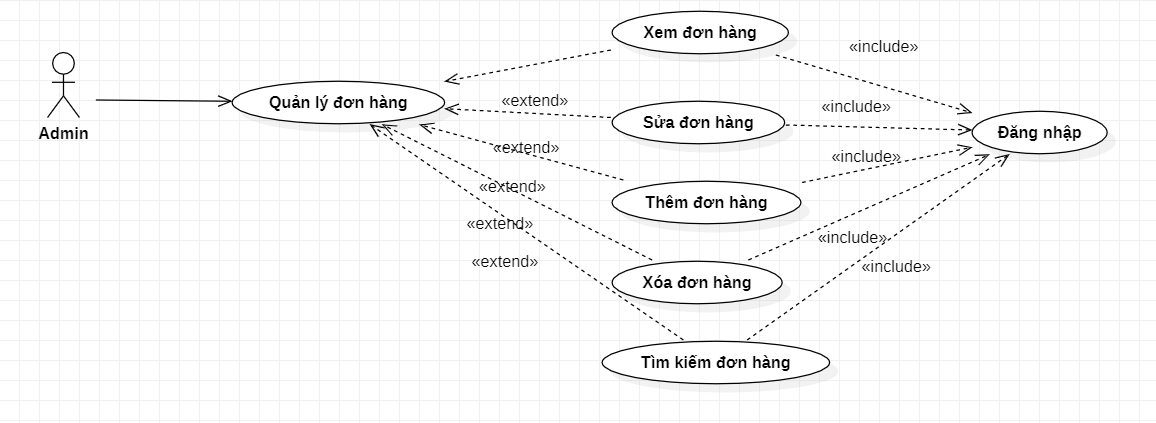 Xem đơn hàng
«include»
Quản lý đơn hàng
«extend»
«include»
Sửa đơn hàng
Đăng nhập
Admin
«extend»
«include»
«extend»
Thêm đơn hàng
«extend»
«include»
«extend»
«include»
Xóa đơn hàng
Tìm kiếm đơn hàng